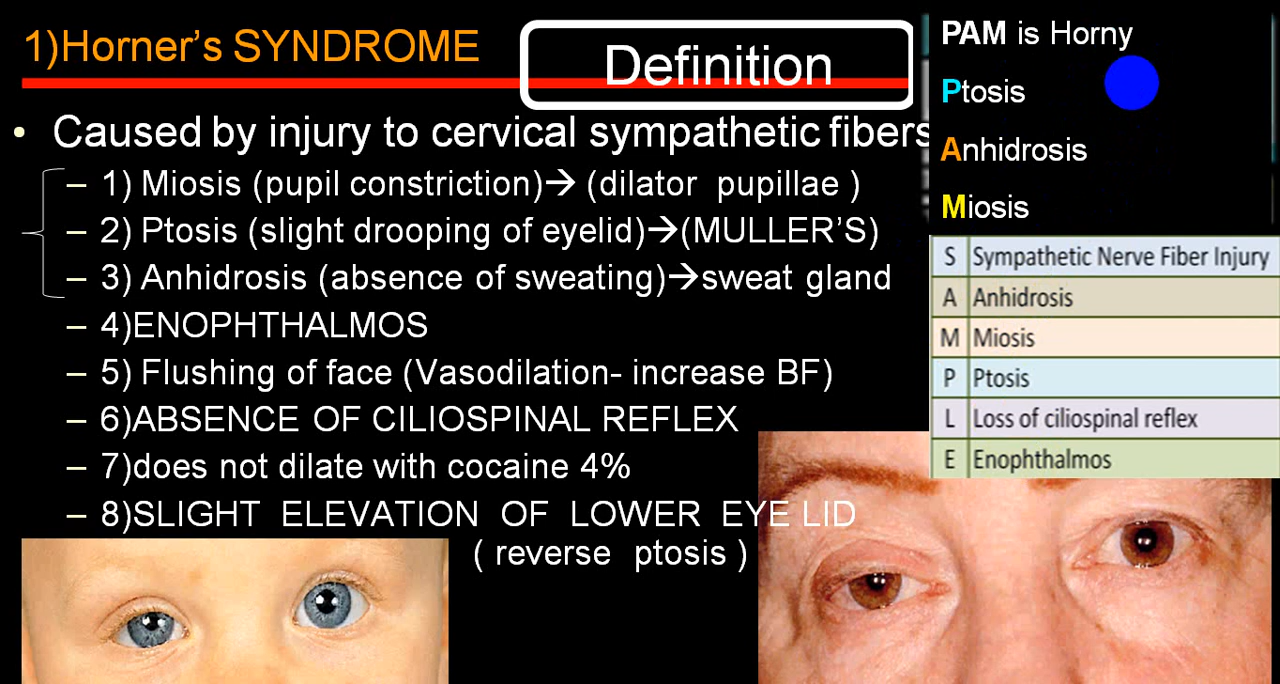 1)Horner's SYNDROME
Definition
• Caused by injury to cervical sympathetic fibers
– 1) Miosis (pupil constriction)→ (dilator pupillae )
– 2) Ptosis (slight drooping of eyelid)→(MULLER'S)
– 3) Anhidrosis (absence of sweating)→sweat gland
– 4)ENOPHTHALMOS
– 5) Flushing of face (Vasodilation- increase BF)
– 6)ABSENCE OF CILIOSPINAL REFLEX
– 7)does not dilate with cocaine 4%
– 8)SLIGHT ELEVATION OF LOWER EYE LID
( reverse ptosis )
PAM is Horny
Ptosis
Anhidrosis
Miosis
S Sympathetic Nerve Fiber Injury
A Anhidrosis
M Miosis
P Ptosis
L Loss of ciliospinal reflex
E Enophthalmos